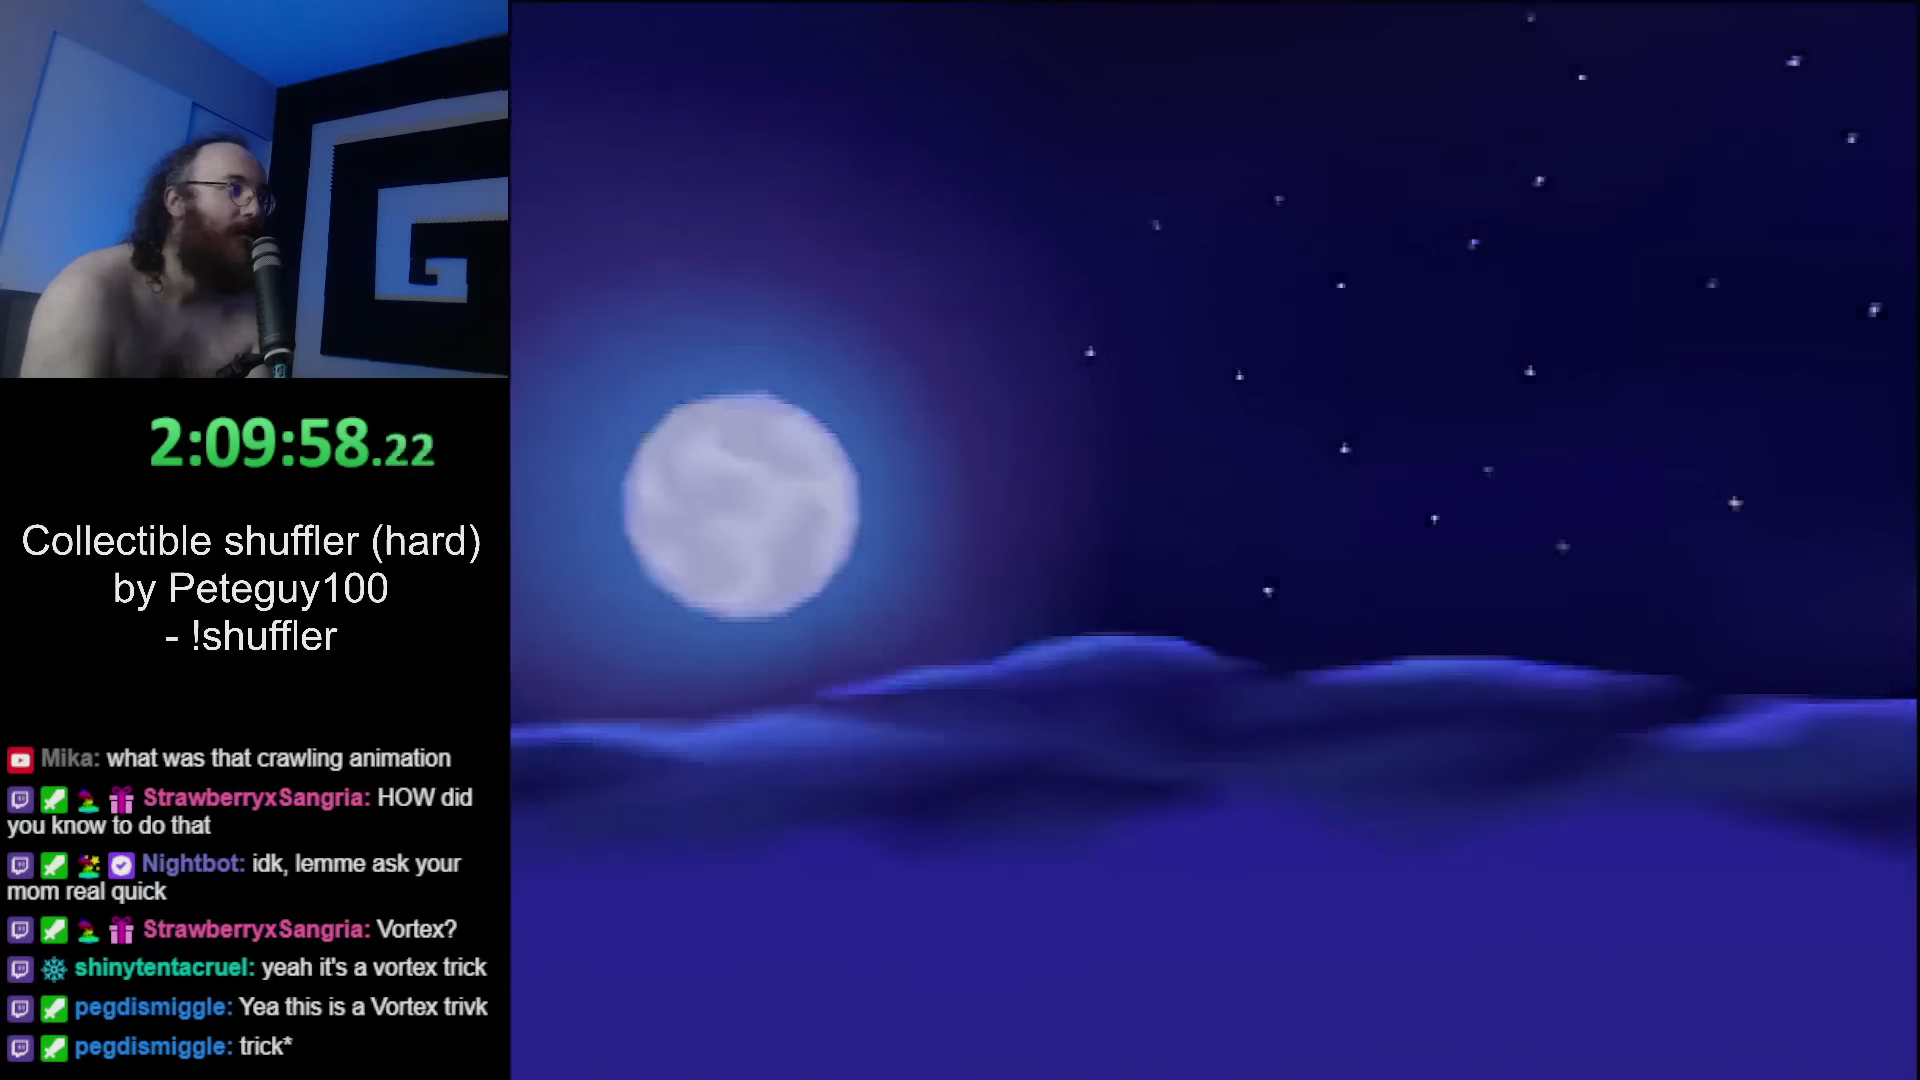 2:09:58.22
Collectible shuffler (hard)
by Peteguy100
- !shuffler
Mika: what was that crawling animation
StrawberryxSangria: HOW did
you know to do that
Nightbot: idk, lemme ask your
mom real quick
StrawberryxSangria: Vortex?
shinytentacruel: yeah it's a vortex trick
pegdismiggle: Yea this is a Vortex trivk
pegdismiggle: trick*